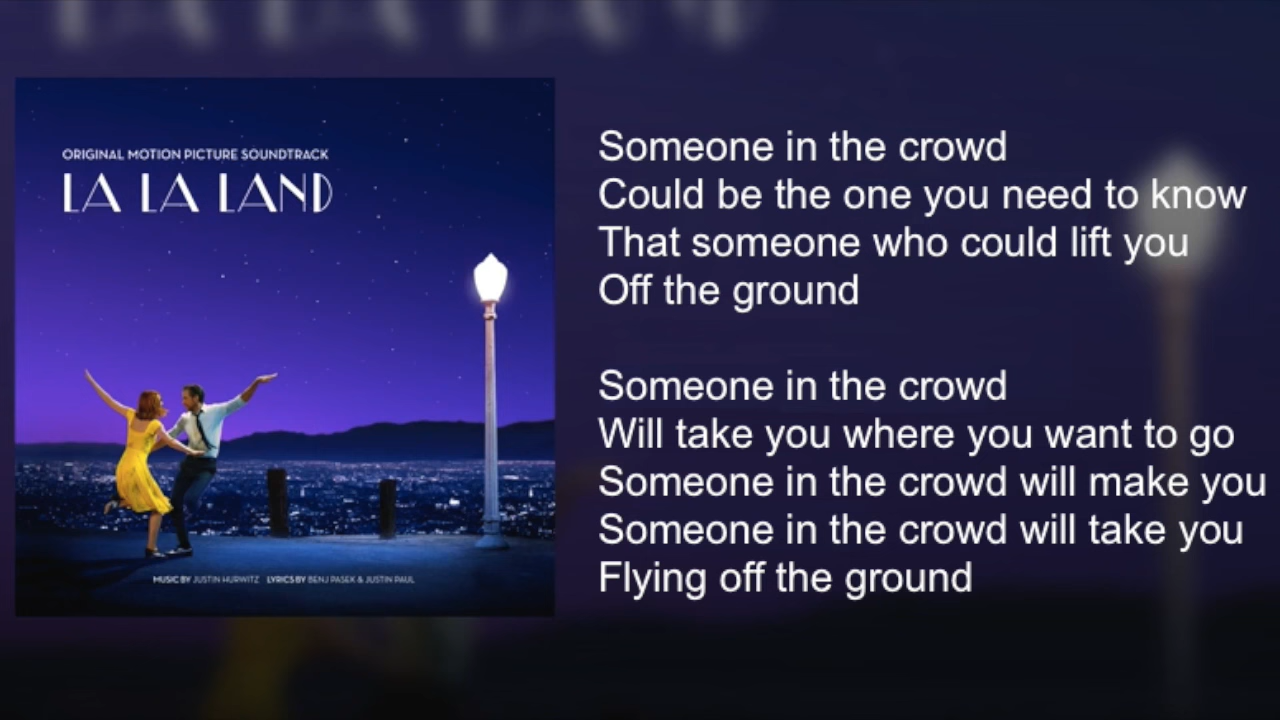 ORIGINAL MOTION PICTURE SOUNDTRACK
LA LA LAND
MUSIC BY JUSTIN HURWITZ LYRICS BY BENJ PASEK & JUSTIN PAUL
Someone in the crowd
Could be the one you need to know
That someone who could lift you
Off the ground
Someone in the crowd
Will take you where you want to go
Someone in the crowd will make you
Someone in the crowd will take you
Flying off the ground